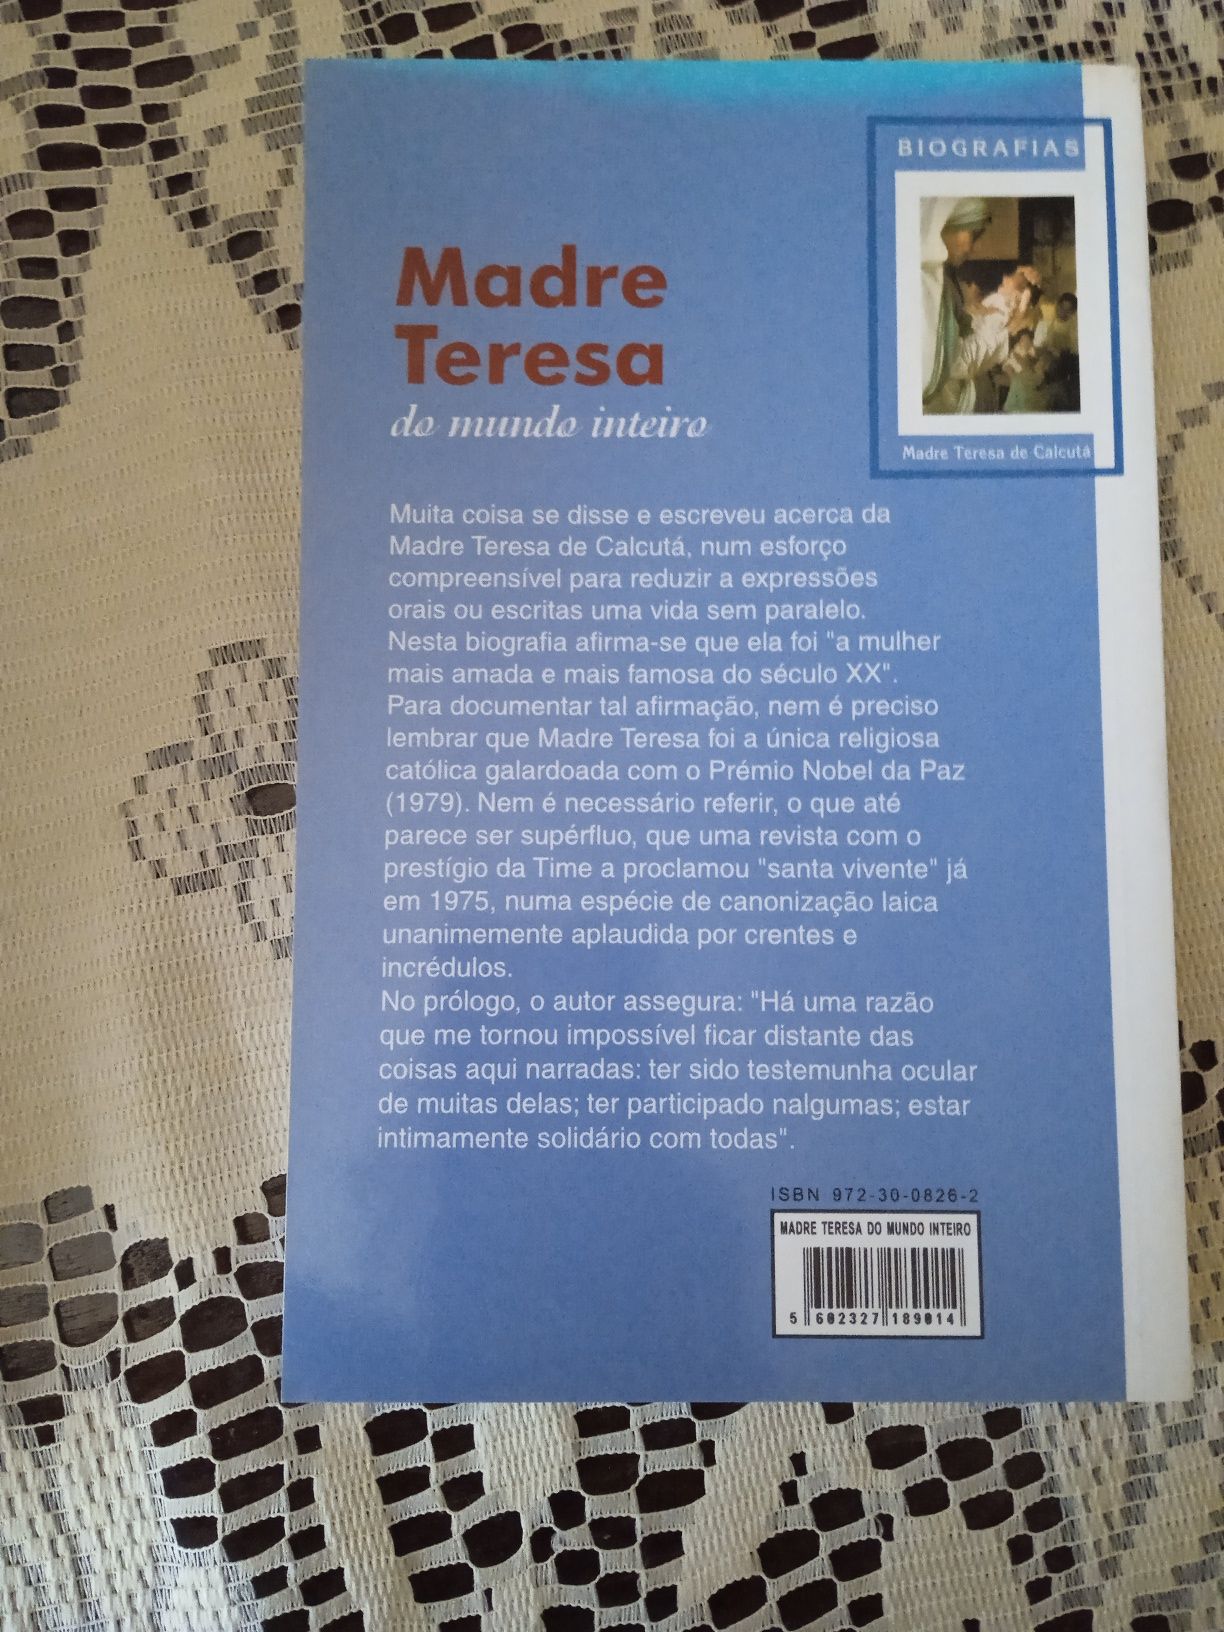 BIOGRAFIAS
Madre Teresa de Calcutá
Madre
Teresa
do mundo inteiro
Muita coisa se disse e escreveu acerca da
Madre Teresa de Calcutá, num esforço
compreensível para reduzir a expressões
orais ou escritas uma vida sem paralelo.
Nesta biografia afirma-se que ela foi "a mulher
mais amada e mais famosa do século XX".
Para documentar tal afirmação, nem é preciso
lembrar que Madre Teresa foi a única religiosa
católica galardoada com o Prémio Nobel da Paz
(1979). Nem é necessário referir, o que até
parece ser supérfluo, que uma revista com o
prestígio da Time a proclamou "santa vivente" já
em 1975, numa espécie de canonização laica
unanimemente aplaudida por crentes e
incrédulos.
No prólogo, o autor assegura: "Há uma razão
que me tornou impossível ficar distante das
coisas aqui narradas: ter sido testemunha ocular
de muitas delas; ter participado nalgumas; estar
intimamente solidário com todas".
ISBN 972-30-0826-2
MADRE TERESA DO MUNDO INTEIRO
5 602327 189014